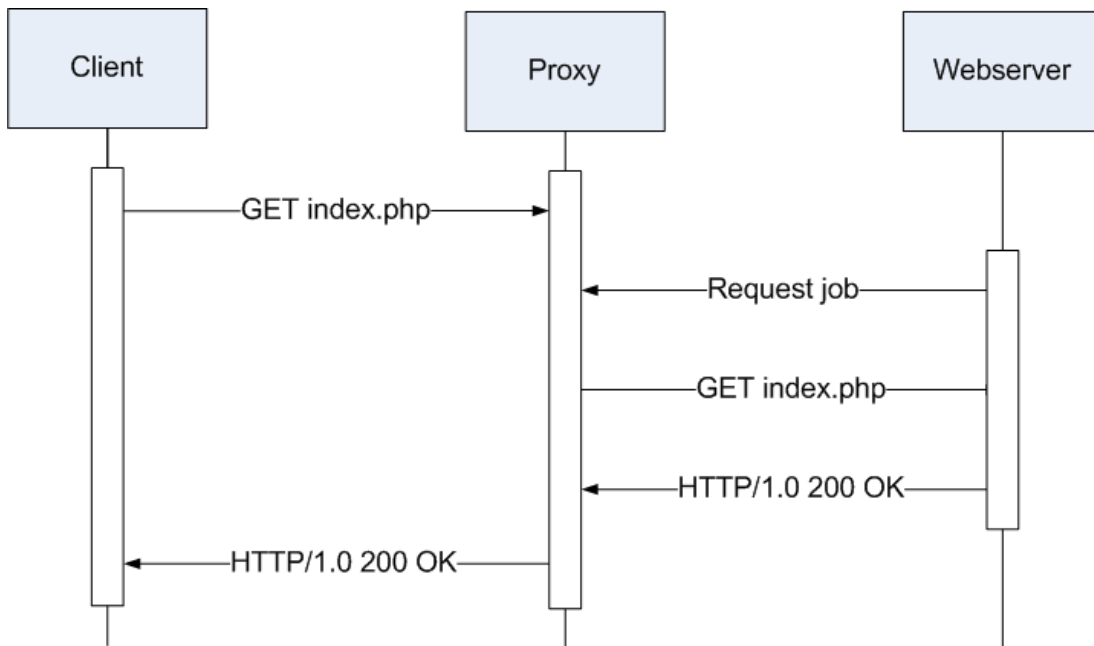 Client
Proxy
Webserver
GET index.php
Request job
GET index.php
HTTP/1.0 200 OK
HTTP/1.0 200 OK